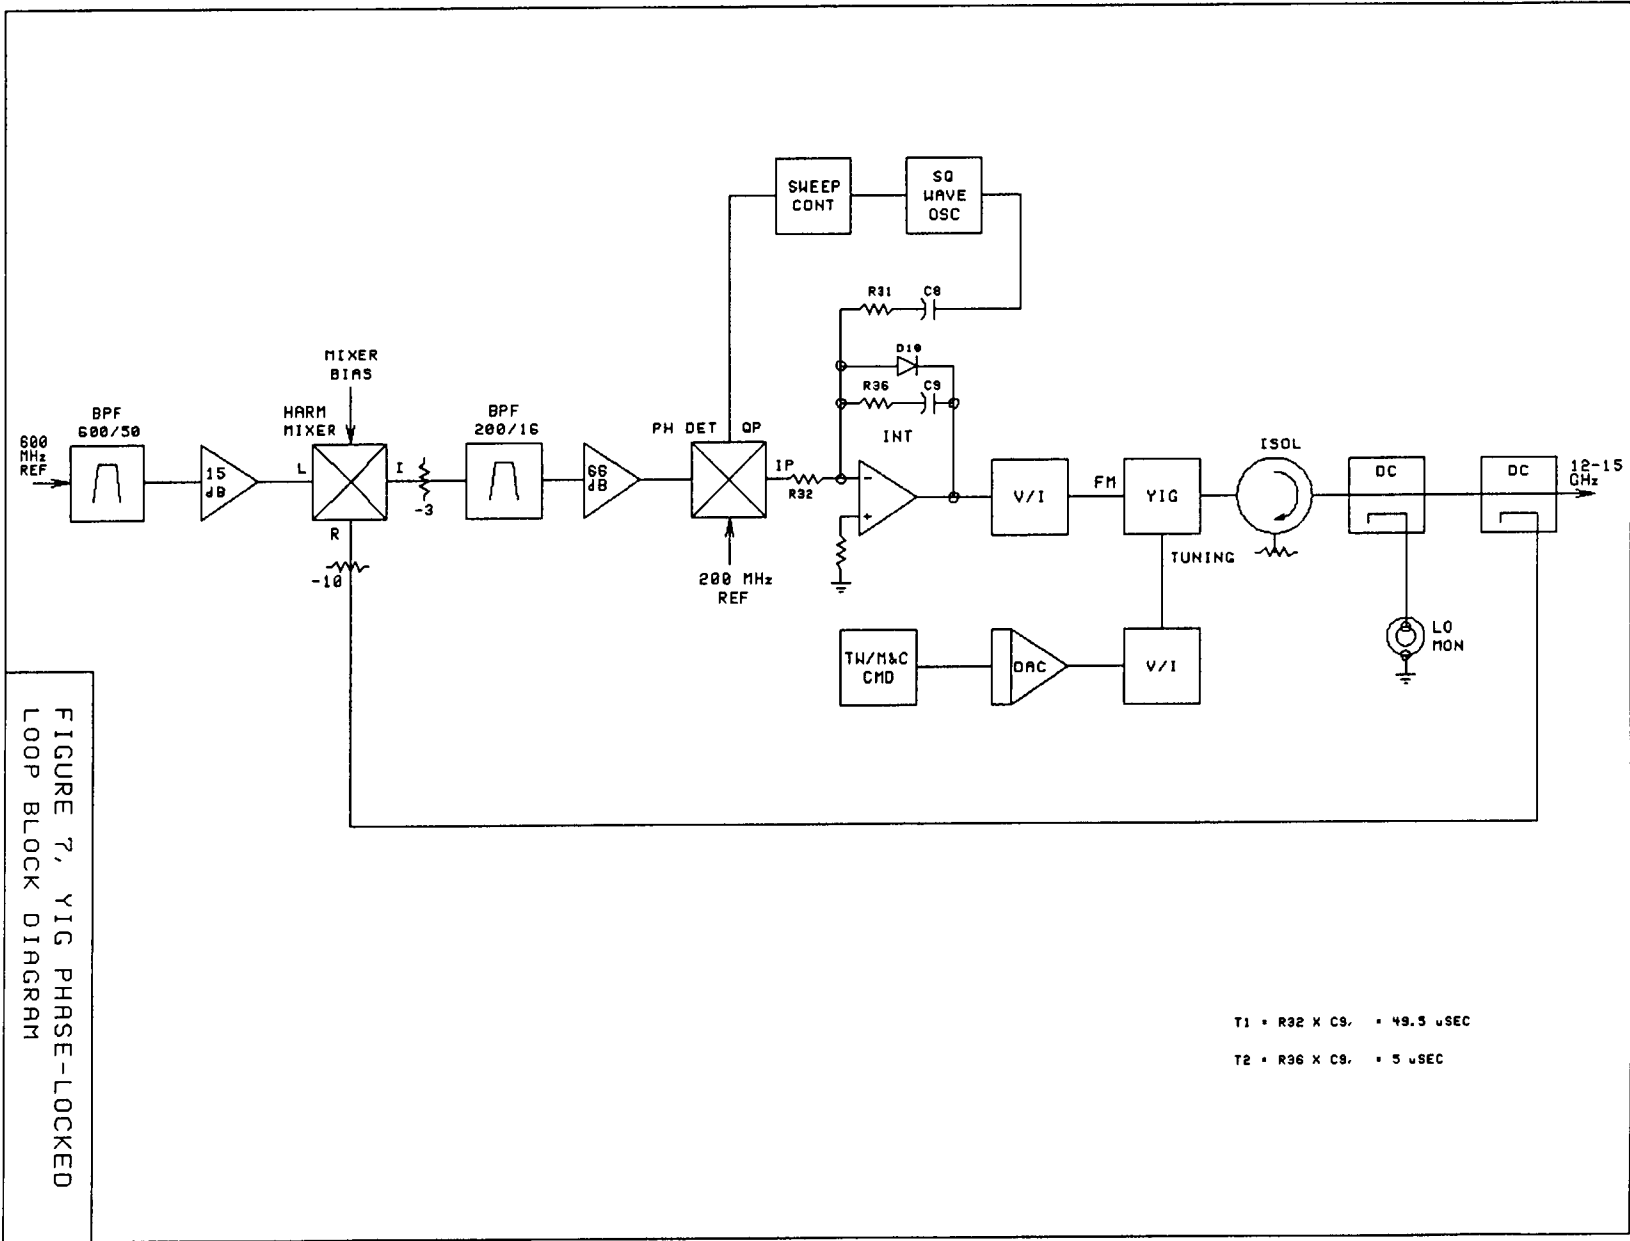 SWEEP
CONT
SQ
WAVE
OSC
R31
C8
D10
R36
C9
INT
MIXER
BIAS
HARM
MIXER
BPF
600/50
600
MHz
REF
15
dB
L
I
R
-3
-10
BPF
200/16
66
dB
PH DET
QP
IP
R32
200 MHz
REF
-
+
V/I
FM
YIG
TUNING
ISOL
DC
DC
12-15
GHz
LO
MON
TW/M&C
CMD
DAC
V/I
T1 = R32 X C9, = 49.5 uSEC
T2 = R36 X C9, = 5 uSEC
FIGURE 7, YIG PHASE-LOCKED
LOOP BLOCK DIAGRAM